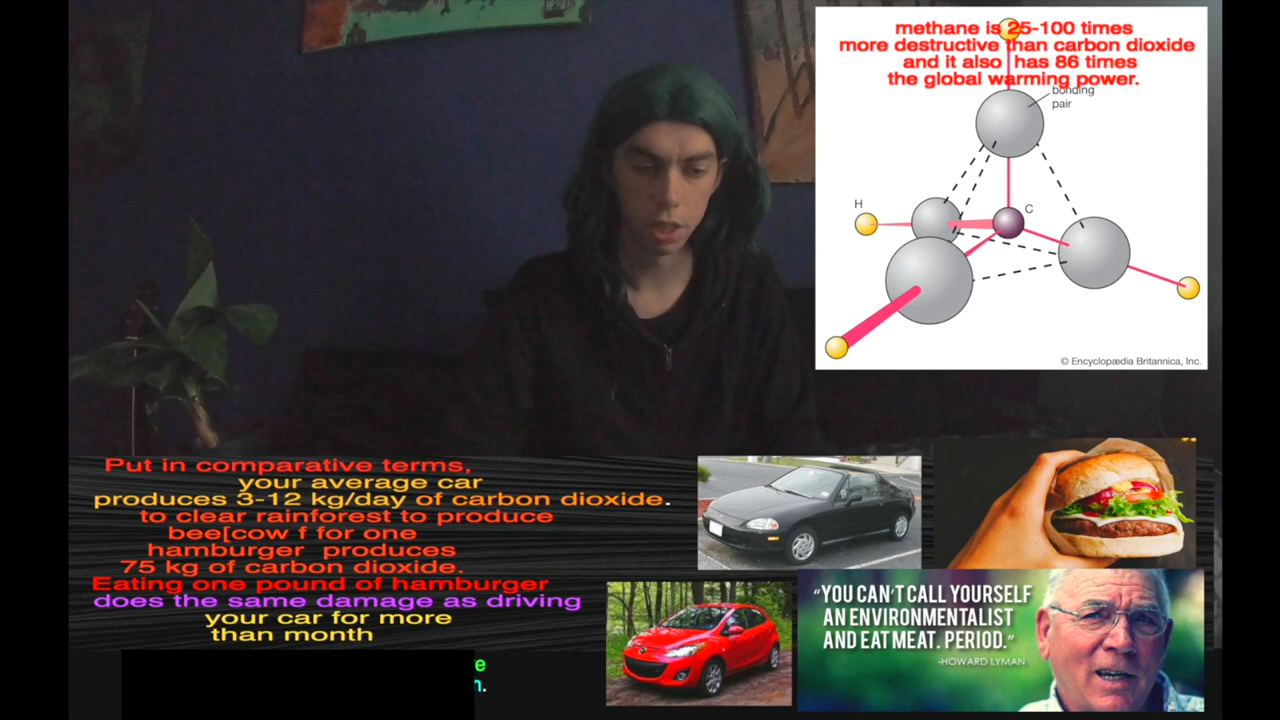 methane is 25-100 times
more destructive than carbon dioxide
and it also has 86 times
the global warming power.
bonding
pair
H
C
© Encyclopædia Britannica, Inc.
Put in comparative terms,
your average car
produces 3-12 kg/day of carbon dioxide.
to clear rainforest to produce
bee[cow f for one
hamburger produces
75 kg of carbon dioxide.
Eating one pound of hamburger
does the same damage as driving
your car for more
than month
“YOU CAN'T CALL YOURSELF
AN ENVIRONMENTALIST
AND EAT MEAT. PERIOD.”
-HOWARD LYMAN